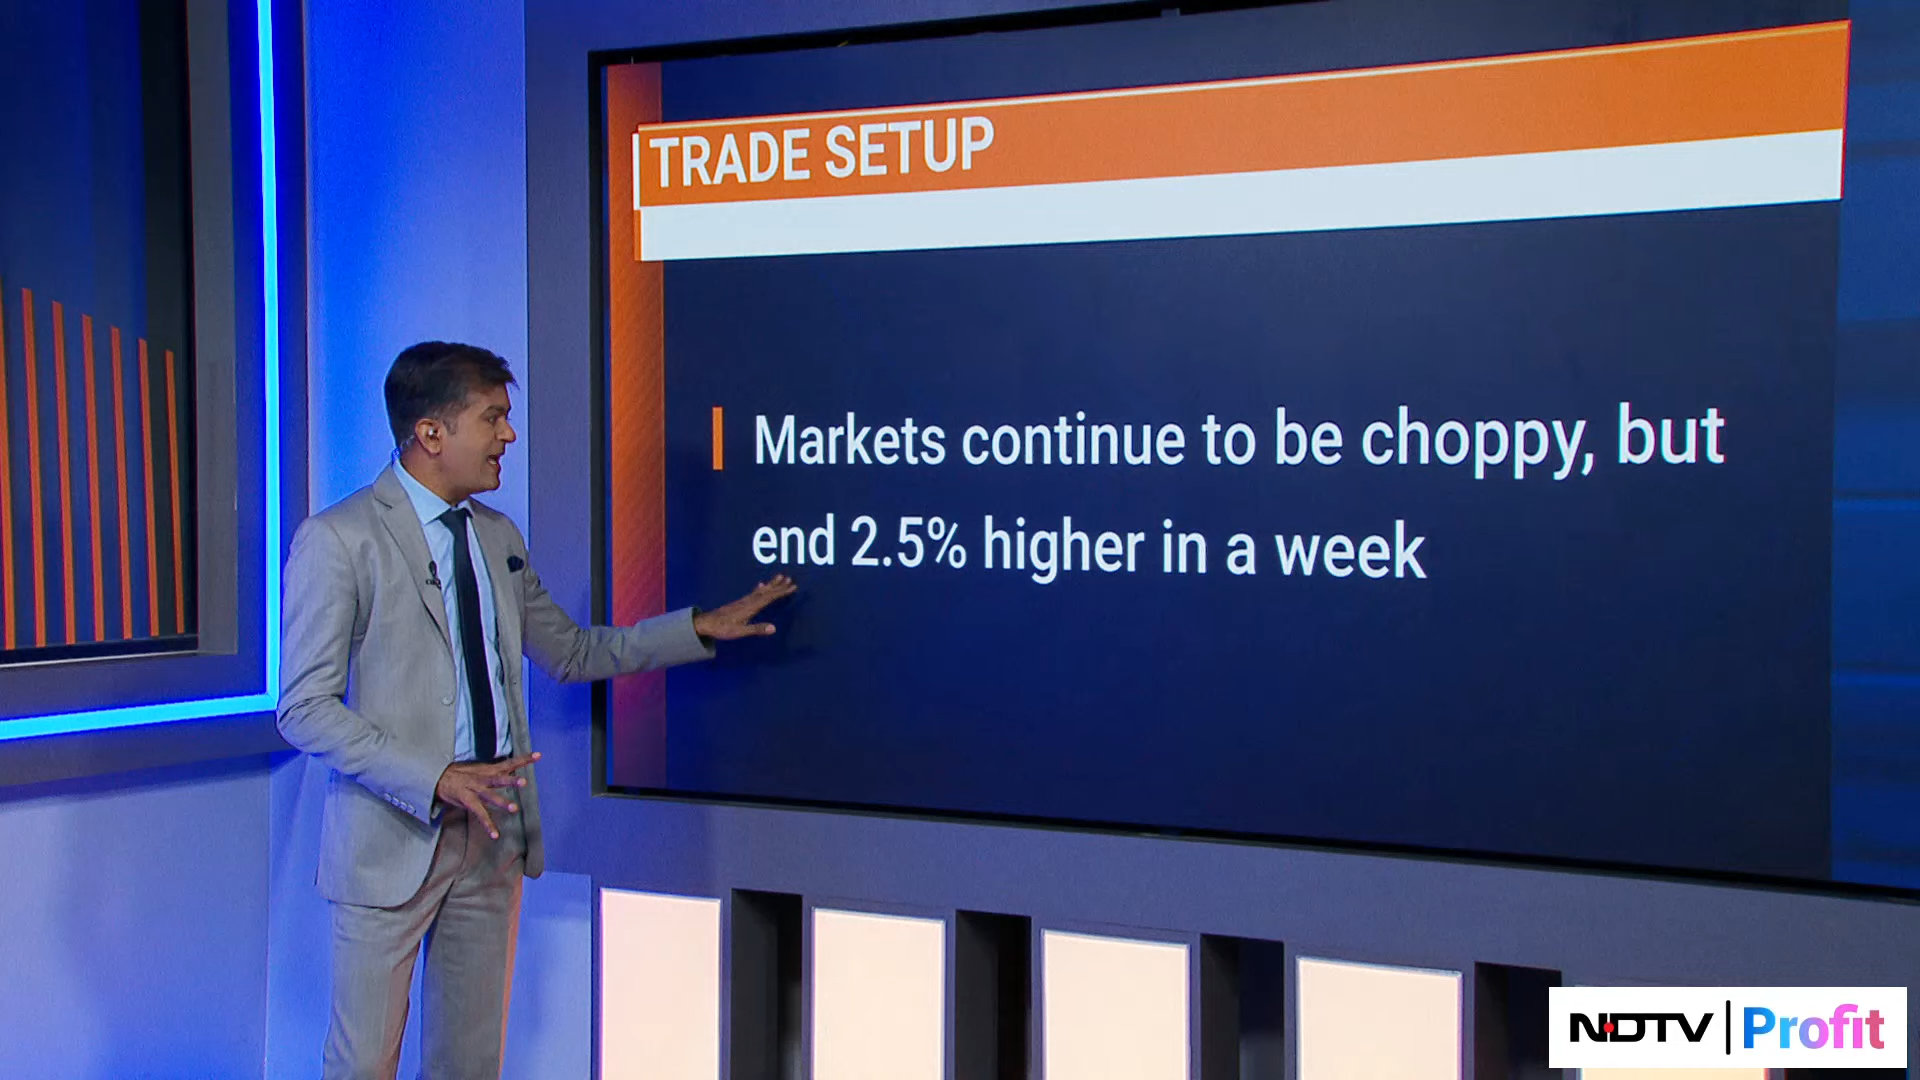 TRADE SETUP
Markets continue to be choppy, but
end 2.5% higher in a week
NDTV Profit